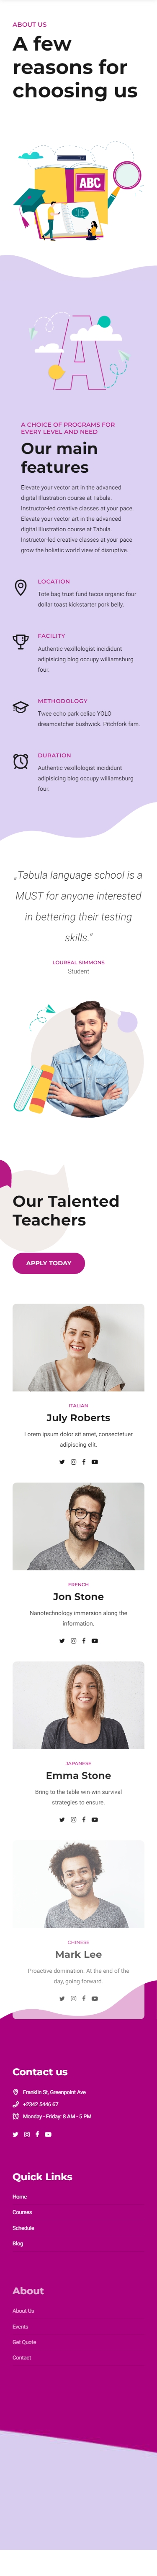 ABOUT US
A few
reasons for
choosing us
ABC
A
A CHOICE OF PROGRAMS FOR
EVERY LEVEL AND NEED
Our main
features
Elevate your vector art in the advanced
digital Illustration course at Tabula.
Instructor-led creative classes at your pace.
Elevate your vector art in the advanced
digital Illustration course at Tabula.
Instructor-led creative classes at your pace
grow the holistic world view of disruptive.
LOCATION
Tote bag trust fund tacos organic four
dollar toast kickstarter pork belly.
FACILITY
Authentic vexillologist incididunt
adipisicing blog occupy williamsburg
four.
METHODOLOGY
Twee echo park celiac YOLO
dreamcatcher bushwick. Pitchfork fam.
DURATION
Authentic vexillologist incididunt
adipisicing blog occupy williamsburg
four.
„Tabula language school is a
MUST for anyone interested
in bettering their testing
skills.”
LOUREAL SIMMONS
Student
Our Talented
Teachers
APPLY TODAY
ITALIAN
July Roberts
Lorem ipsum dolor sit amet, consectetuer
adipiscing elit.
FRENCH
Jon Stone
Nanotechnology immersion along the
information.
JAPANESE
Emma Stone
Bring to the table win-win survival
strategies to ensure.
CHINESE
Mark Lee
Proactive domination. At the end of the
day, going forward.
Contact us
Franklin St, Greenpoint Ave
+2342 5446 67
Monday - Friday: 8 AM - 5 PM
Quick Links
Home
Courses
Schedule
Blog
About
About Us
Events
Get Quote
Contact